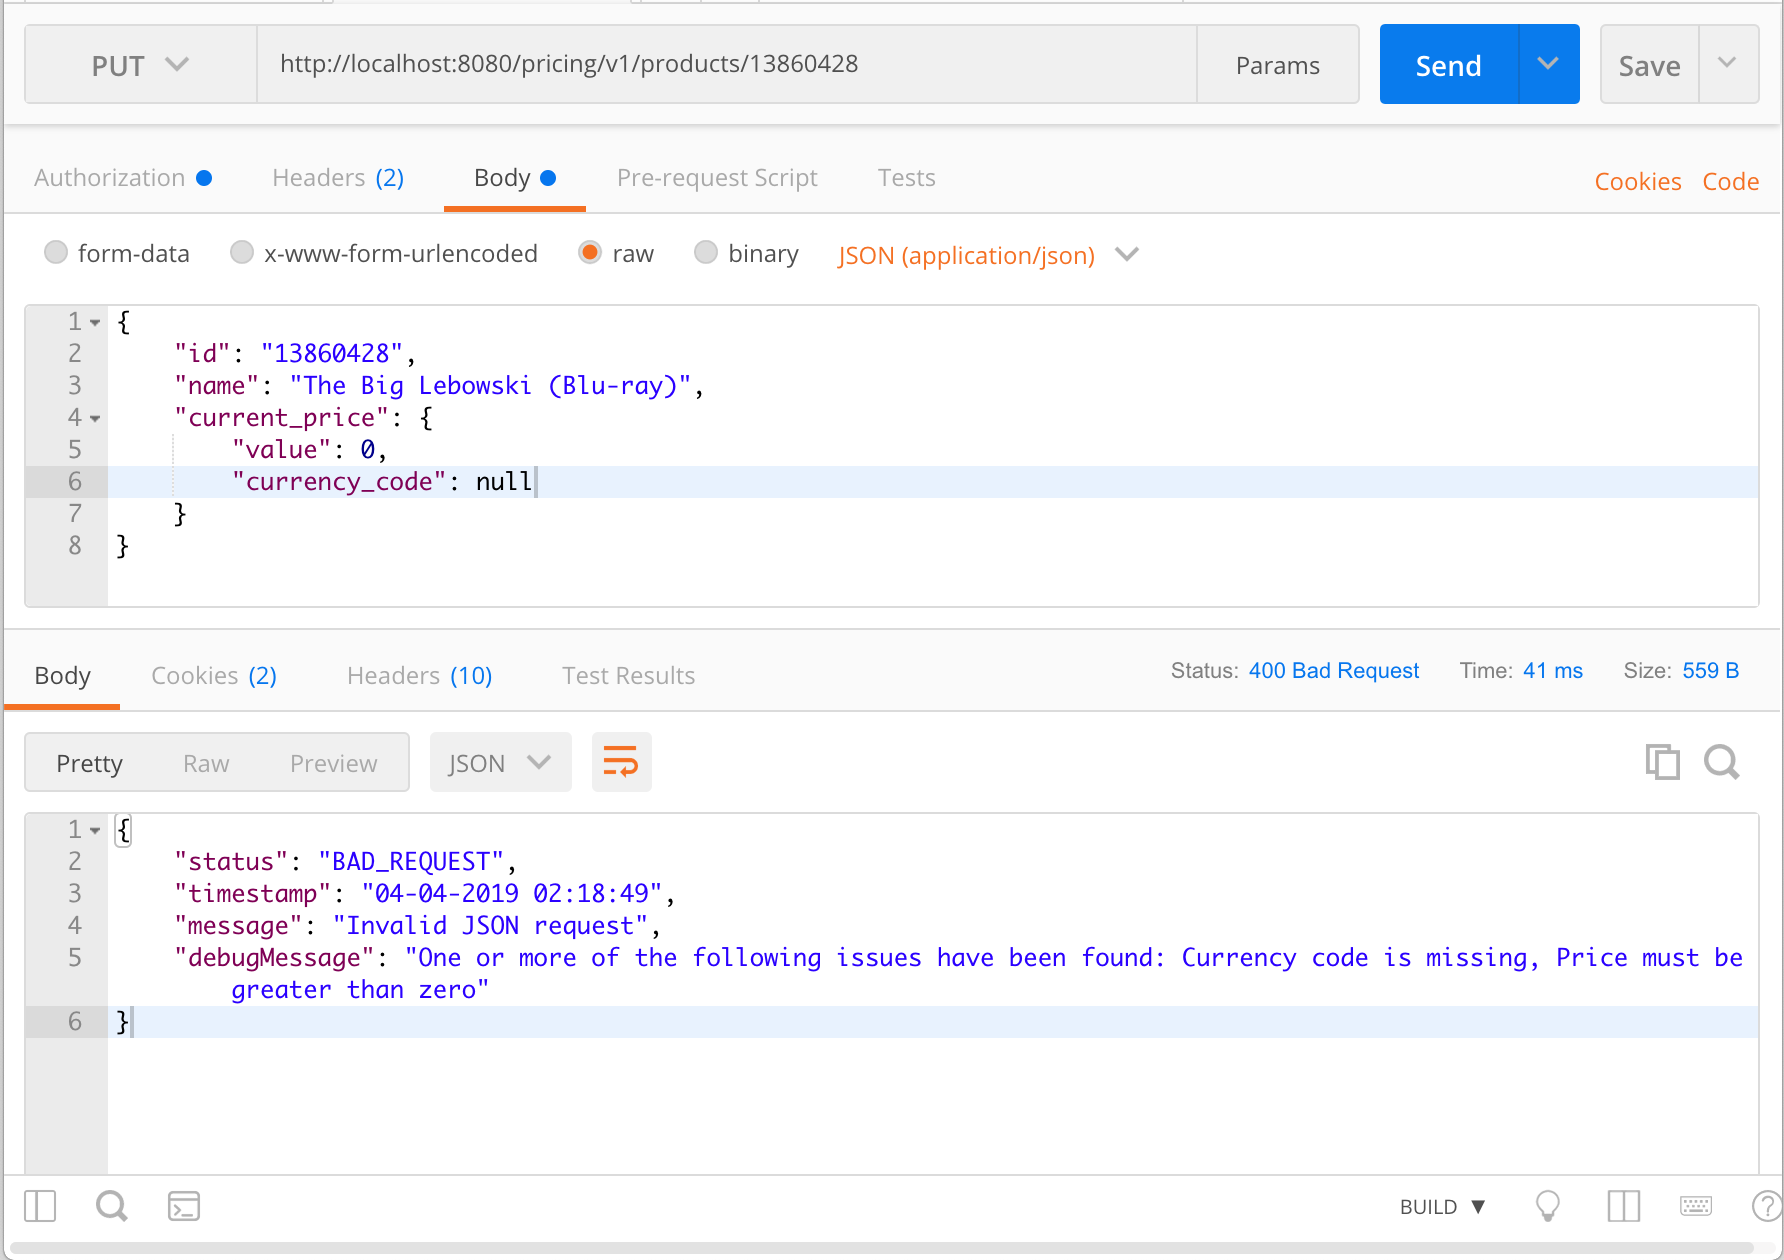 PUT http://localhost:8080/pricing/v1/products/13860428 Params Send Save
Authorization Headers (2) Body Pre-request Script Tests Cookies Code
form-data x-www-form-urlencoded raw binary JSON (application/json)
1 {
2 "id": "13860428",
3 "name": "The Big Lebowski (Blu-ray)",
4 "current_price": {
5 "value": 0,
6 "currency_code": null
7 }
8 }
Body Cookies (2) Headers (10) Test Results Status: 400 Bad Request Time: 41 ms Size: 559 B
Pretty Raw Preview JSON
1 {
2 "status": "BAD_REQUEST",
3 "timestamp": "04-04-2019 02:18:49",
4 "message": "Invalid JSON request",
5 "debugMessage": "One or more of the following issues have been found: Currency code is missing, Price must be
greater than zero"
6 }
BUILD